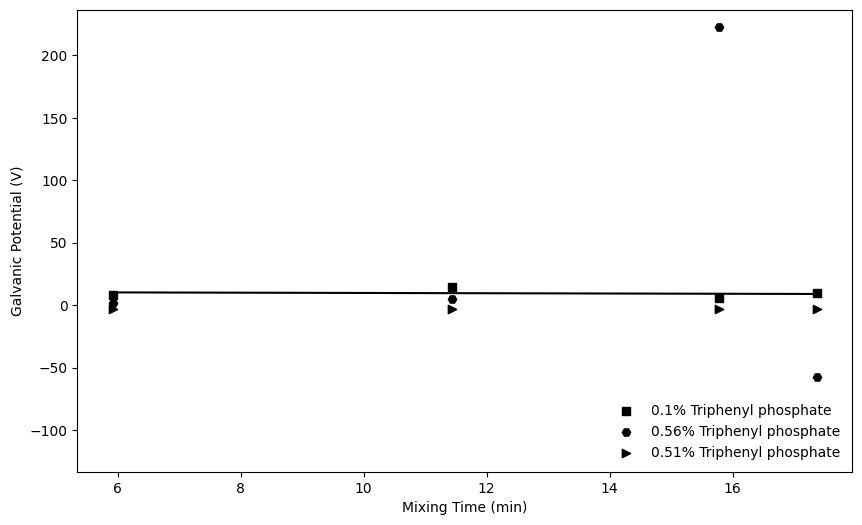 200
150
100
50
0
−50
−100
6
8
10
12
14
16
Galvanic Potential (V)
Mixing Time (min)
0.1% Triphenyl phosphate
0.56% Triphenyl phosphate
0.51% Triphenyl phosphate